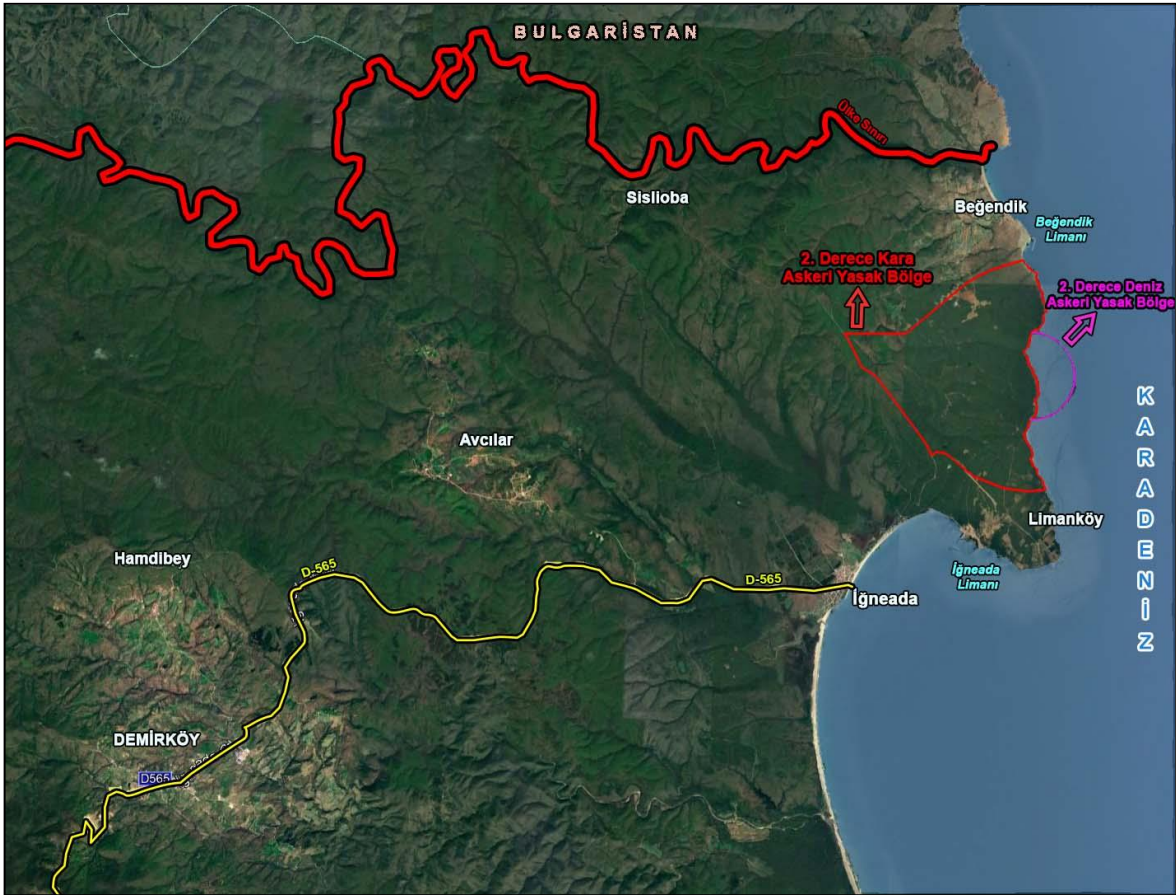 BULGARİSTAN
Ülke Sınırı
Sislioba
Beğendik
Beğendik
Limanı
2. Derece Kara
Askeri Yasak Bölge
2. Derece Deniz
Askeri Yasak Bölge
KARADENİZ
Avcılar
Limanköy
Hamdibey
D-565
D-565
İğneada
Limanı
İğneada
DEMİRKÖY
D565